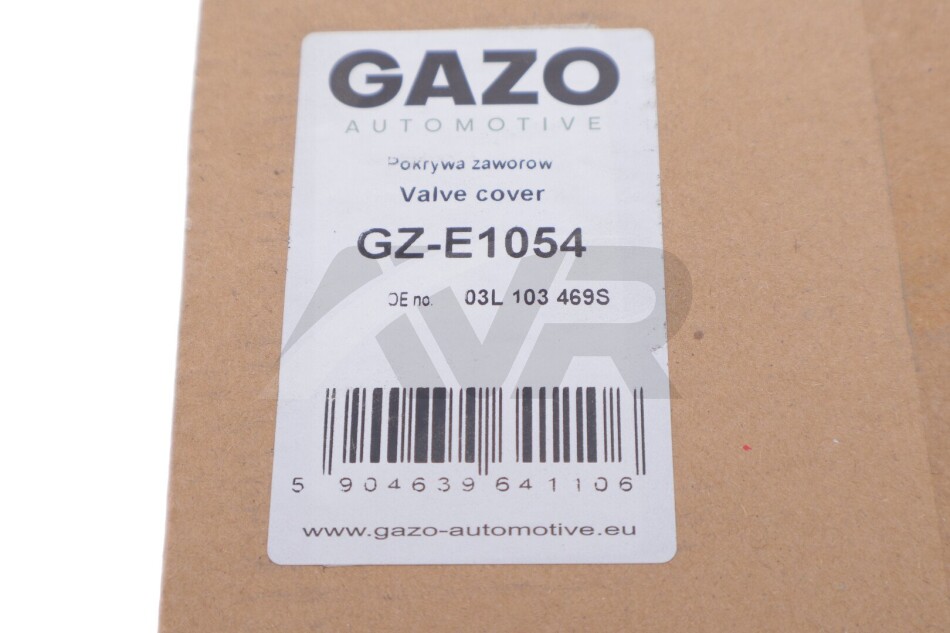 GAZO
AUTOMOTIVE
Pokrywa zaworow
Valve cover
GZ-E1054
OE no. 03L 103 469S
VR
5 904639 641106
www.gazo-automotive.eu